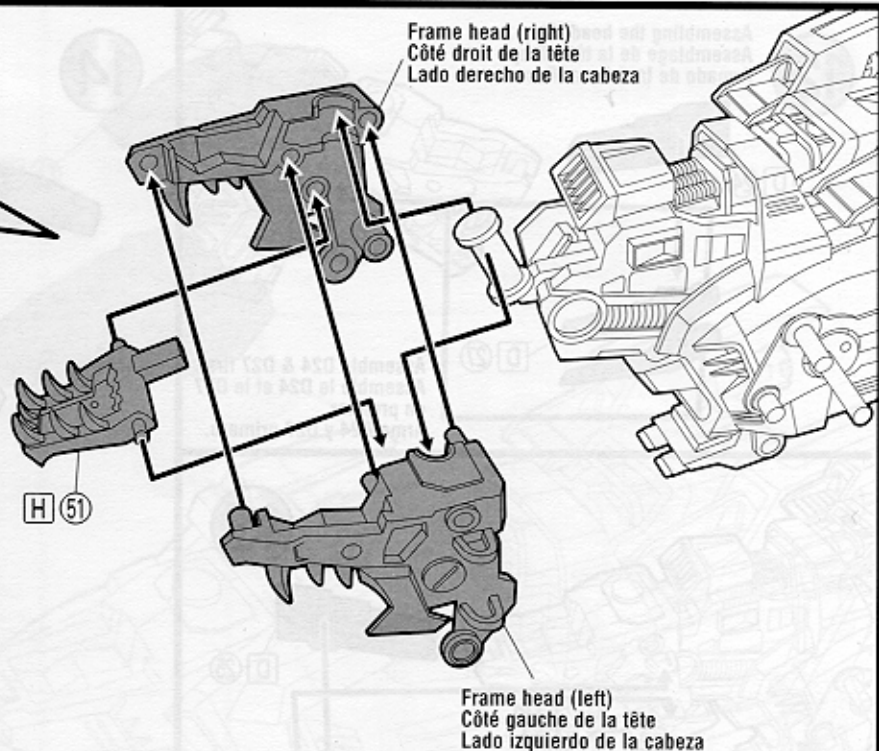 Frame head (right)
Côté droit de la tête
Lado derecho de la cabeza
H 51
Frame head (left)
Côté gauche de la tête
Lado izquierdo de la cabeza